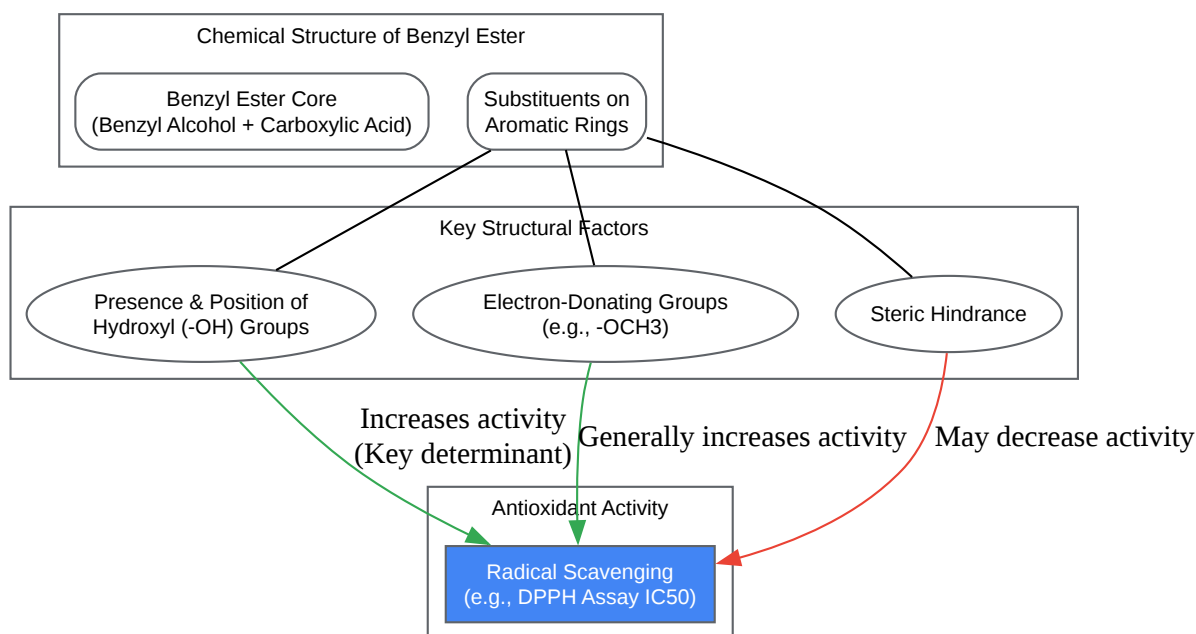 Chemical Structure of Benzyl Ester
Benzyl Ester Core
(Benzyl Alcohol + Carboxylic Acid)
Substituents on
Aromatic Rings
Key Structural Factors
Presence & Position of
Hydroxyl (-OH) Groups
Electron-Donating Groups
(e.g., -OCH3)
Steric Hindrance
Increases activity
(Key determinant)
Generally increases activity
May decrease activity
Antioxidant Activity
Radical Scavenging
(e.g., DPPH Assay IC50)